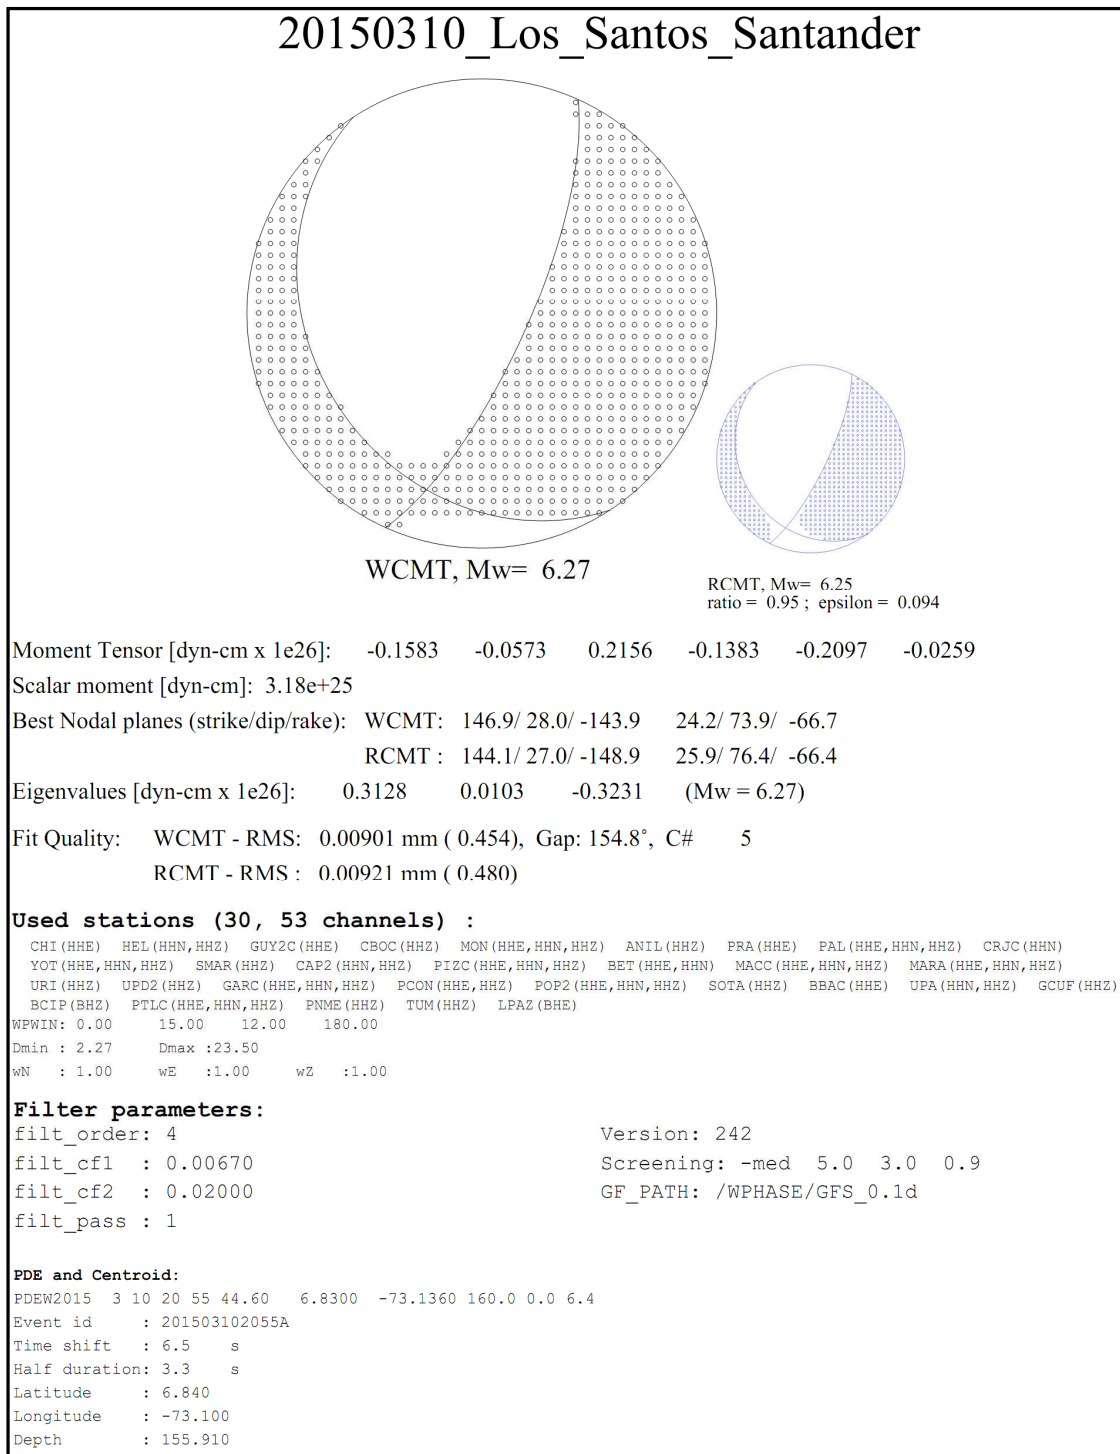 20150310_Los_Santos_Santander
WCMT, Mw= 6.27
RCMT, Mw= 6.25
ratio = 0.95 ; epsilon = 0.094
Moment Tensor [dyn-cm x 1e26]: -0.1583 -0.0573 0.2156 -0.1383 -0.2097 -0.0259
Scalar moment [dyn-cm]: 3.18e+25
Best Nodal planes (strike/dip/rake): WCMT: 146.9/ 28.0/ -143.9 24.2/ 73.9/ -66.7
RCMT : 144.1/ 27.0/ -148.9 25.9/ 76.4/ -66.4
Eigenvalues [dyn-cm x 1e26]: 0.3128 0.0103 -0.3231 (Mw = 6.27)
Fit Quality: WCMT - RMS: 0.00901 mm ( 0.454), Gap: 154.8˚, C# 5
RCMT - RMS : 0.00921 mm ( 0.480)
Used stations (30, 53 channels) :
CHI(HHE) HEL(HHN,HHZ) GUY2C(HHE) CBOC(HHZ) MON(HHE,HHN,HHZ) ANIL(HHZ) PRA(HHE) PAL(HHE,HHN,HHZ) CRJC(HHN)
YOT(HHE,HHN,HHZ) SMAR(HHZ) CAP2(HHN,HHZ) PIZC(HHE,HHN,HHZ) BET(HHE,HHN) MACC(HHE,HHN,HHZ) MARA(HHE,HHN,HHZ)
URI(HHZ) UPD2(HHZ) GARC(HHE,HHN,HHZ) PCON(HHE,HHZ) POP2(HHE,HHN,HHZ) SOTA(HHZ) BBAC(HHE) UPA(HHN,HHZ) GCUF(HHZ)
BCIP(BHZ) PTLC(HHE,HHN,HHZ) PNME(HHZ) TUM(HHZ) LPAZ(BHE)
WPWIN: 0.00 15.00 12.00 180.00
Dmin : 2.27 Dmax :23.50
wN : 1.00 wE :1.00 wZ :1.00
Filter parameters:
filt_order: 4 Version: 242
filt_cf1 : 0.00670 Screening: -med 5.0 3.0 0.9
filt_cf2 : 0.02000 GF_PATH: /WPHASE/GFS_0.1d
filt_pass : 1
PDE and Centroid:
PDEW2015 3 10 20 55 44.60 6.8300 -73.1360 160.0 0.0 6.4
Event id : 201503102055A
Time shift : 6.5 s
Half duration: 3.3 s
Latitude : 6.840
Longitude : -73.100
Depth : 155.910